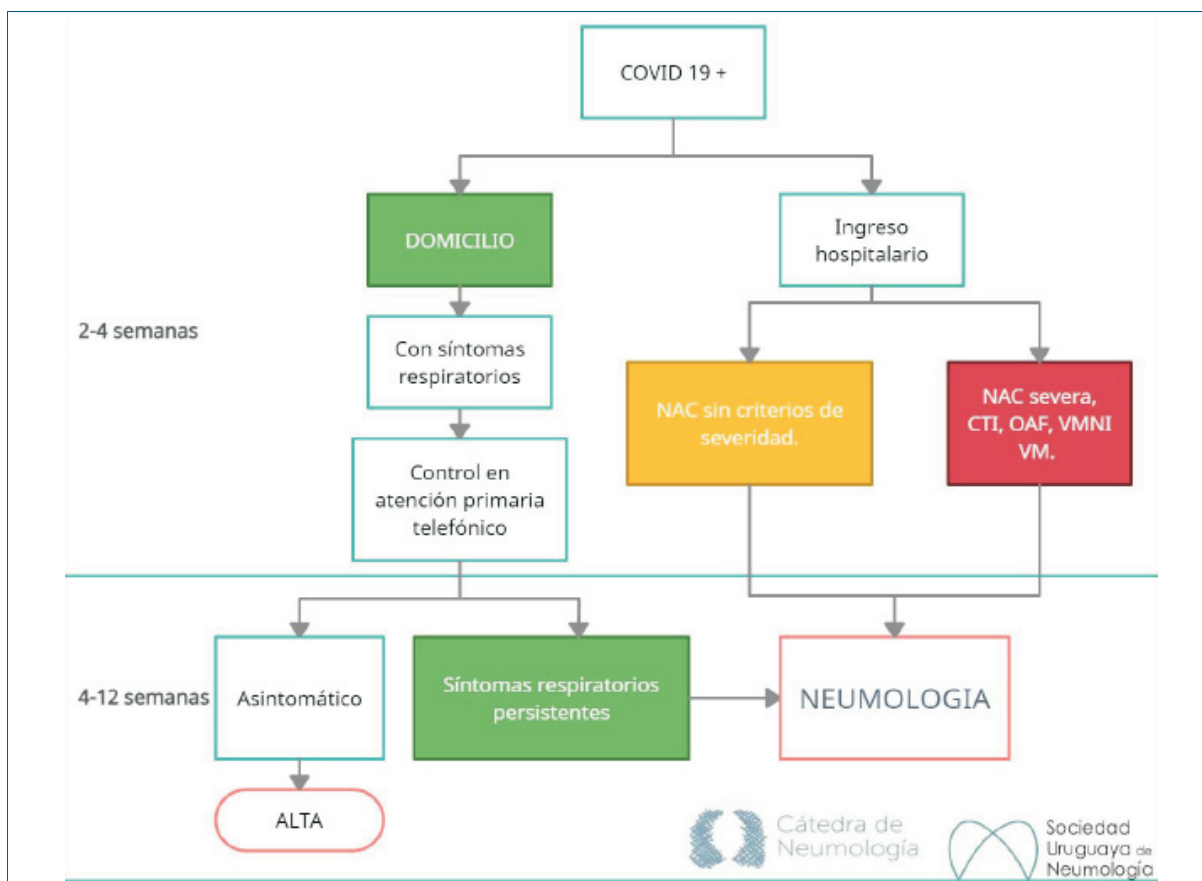 COVID 19 +
DOMICILIO
Ingreso
hospitalario
2-4 semanas
Con síntomas
respiratorios
NAC sin criterios de
severidad.
NAC severa,
CTI, OAF, VMNI
VM.
Control en
atención primaria
telefónico
4-12 semanas
Asintomático
Síntomas respiratorios
persistentes
NEUMOLOGIA
ALTA
Cátedra de
Neumología
Sociedad
Uruguaya de
Neumología